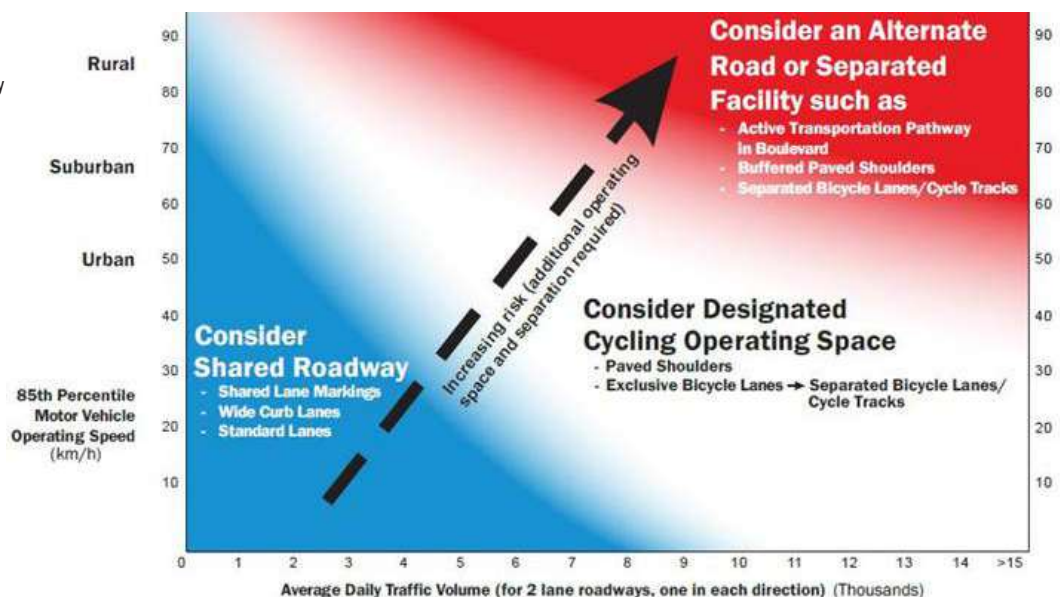 90
Rural
80
70
Suburban
60
Urban
50
40
30
85th Percentile
Motor Vehicle
Operating Speed
(km/h)
20
10
Consider an Alternate
Road or Separated
Facility such as
- Active Transportation Pathway
in Boulevard
- Buffered Paved Shoulders
- Separated Bicycle Lanes/Cycle Tracks
Increasing risk (additional operating
space and separation required)
Consider
Shared Roadway
- Shared Lane Markings
- Wide Curb Lanes
- Standard Lanes
Consider Designated
Cycling Operating Space
- Paved Shoulders
- Exclusive Bicycle Lanes → Separated Bicycle Lanes/
Cycle Tracks
90
80
70
60
50
40
30
20
10
0 1 2 3 4 5 6 7 8 9 10 11 12 13 14 >15
Average Daily Traffic Volume (for 2 lane roadways, one in each direction) (Thousands)